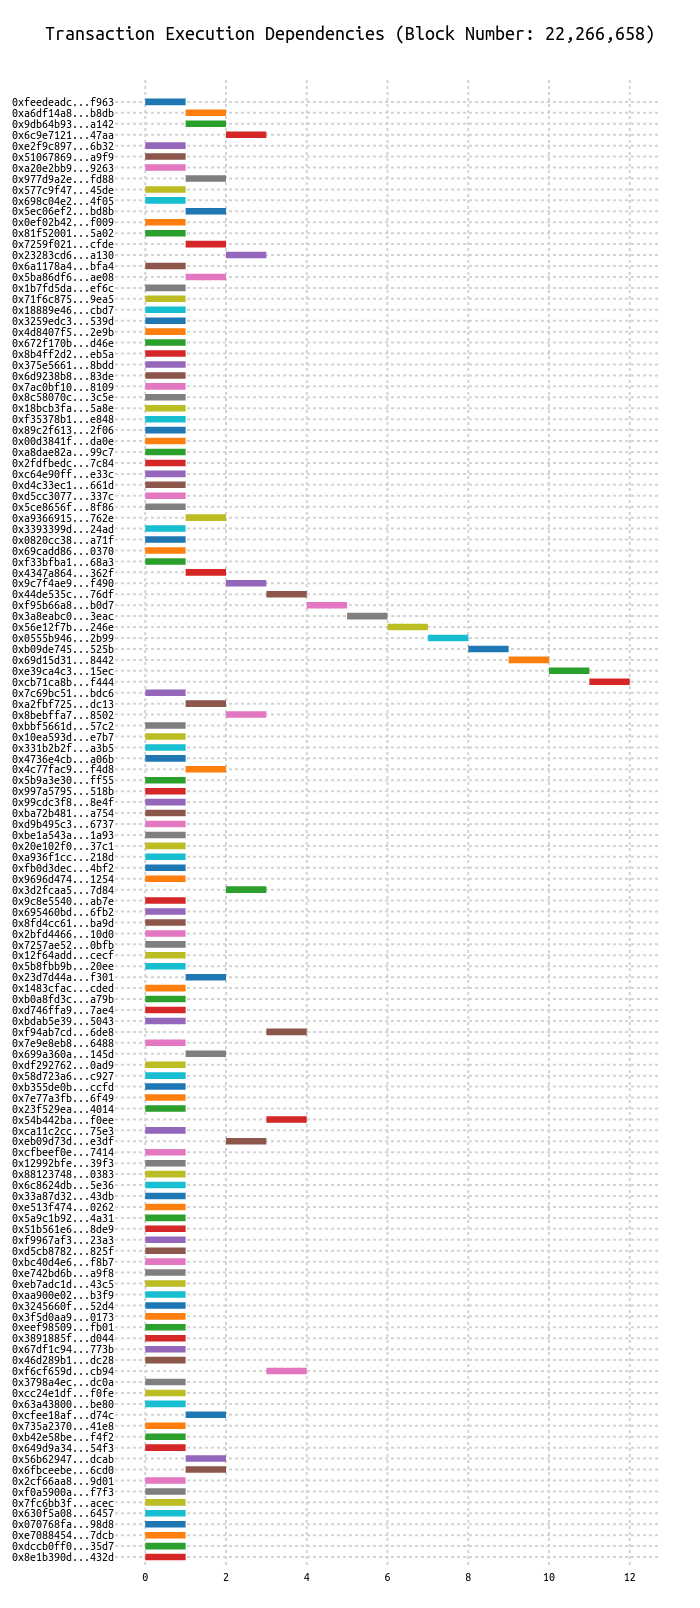 Transaction Execution Dependencies (Block Number: 22,266,658)
0xfeedeadc...f963
0xa6df14a8...b8db
0x9db64b93...a142
0x6c9e7121...47aa
0xe2f9c897...6b32
0x51067869...a9f9
0xa20e2bb9...9263
0x977d9a2e...fd88
0x577c9f47...45de
0x698c04e2...4f05
0x5ec06ef2...bd8b
0x0ef02b42...f009
0x81f52001...5a02
0x7259f021...cfde
0x23283cd6...a130
0x6a1178a4...bfa4
0x5ba86df6...ae08
0x1b7fd5da...ef6c
0x71f6c875...9ea5
0x18889e46...cbd7
0x3259edc3...539d
0x4d8407f5...2e9b
0x672f170b...d46e
0x8b4ff2d2...eb5a
0x375e5661...8bdd
0x6d9238b8...83de
0x7ac0bf10...8109
0x8c58070c...3c5e
0x18bcb3fa...5a8e
0xf35378b1...e848
0x89c2f613...2f06
0x00d3841f...da0e
0xa8dae82a...99c7
0x2fdfbedc...7c84
0xc64e90ff...e33c
0xd4c33ec1...661d
0xd5cc3077...337c
0x5ce8656f...8f86
0xa9366915...762e
0x3393399d...24ad
0x0820cc38...a71f
0x69cadd86...0370
0xf33bfba1...68a3
0x4347a864...362f
0x9c7f4ae9...f490
0x44de535c...76df
0xf95b66a8...b0d7
0x3a8eabc0...3eac
0x56e12f7b...246e
0x0555b946...2b99
0xb09de745...525b
0x69d15d31...8442
0xe39ca4c3...15ec
0xcb71ca8b...f444
0x7c69bc51...bdc6
0xa2fbf725...dc13
0x8bebffa7...8502
0xbbf5661d...57c2
0x10ea593d...e7b7
0x331b2b2f...a3b5
0x4736e4cb...a06b
0x4c77fac9...f4d8
0x5b9a3e30...ff55
0x997a5795...518b
0x99cdc3f8...8e4f
0xba72b481...a754
0xd9b495c3...6737
0xbe1a543a...1a93
0x20e102f0...37c1
0xa936f1cc...218d
0xfb0d3dec...4bf2
0x9696d474...1254
0x3d2fcaa5...7d84
0x9c8e5540...ab7e
0x695460bd...6fb2
0x8fd4cc61...ba9d
0x2bfd4466...10d0
0x7257ae52...0bfb
0x12f64add...cecf
0x5b8fbb9b...20ee
0x23d7d44a...f301
0x1483cfac...cded
0xb0a8fd3c...a79b
0xd746ffa9...7ae4
0xbdab5e39...5043
0xf94ab7cd...6de8
0x7e9e8eb8...6488
0x699a360a...145d
0xdf292762...0ad9
0x58d723a6...c927
0xb355de0b...ccfd
0x7e77a3fb...6f49
0x23f529ea...4014
0x54b442ba...f0ee
0xca11c2cc...75e3
0xeb09d73d...e3df
0xcfbeef0e...7414
0x12992bfe...39f3
0x88123748...0383
0x6c8624db...5e36
0x33a87d32...43db
0xe513f474...0262
0x5a9c1b92...4a31
0x51b561e6...8de9
0xf9967af3...23a3
0xd5cb8782...825f
0xbc40d4e6...f8b7
0xe742bd6b...a9f8
0xeb7adc1d...43c5
0xaa900e02...b3f9
0x3245660f...52d4
0x3f5d0aa9...0173
0xeef98509...fb01
0x3891885f...d044
0x67df1c94...773b
0x46d289b1...dc28
0xf6cf659d...cb94
0x3798a4ec...dc0a
0xcc24e1df...f0fe
0x63a43800...be80
0xcfee18af...d74c
0x735a2370...41e8
0xb42e58be...f4f2
0x649d9a34...54f3
0x56b62947...dcab
0x6fbceebe...6cd0
0x2cf66aa8...9d01
0xf0a5900a...f7f3
0x7fc6bb3f...acec
0x630f5a08...6457
0x070768fa...98d8
0xe7088454...7dcb
0xdccb0ff0...35d7
0x8e1b390d...432d
0 2 4 6 8 10 12